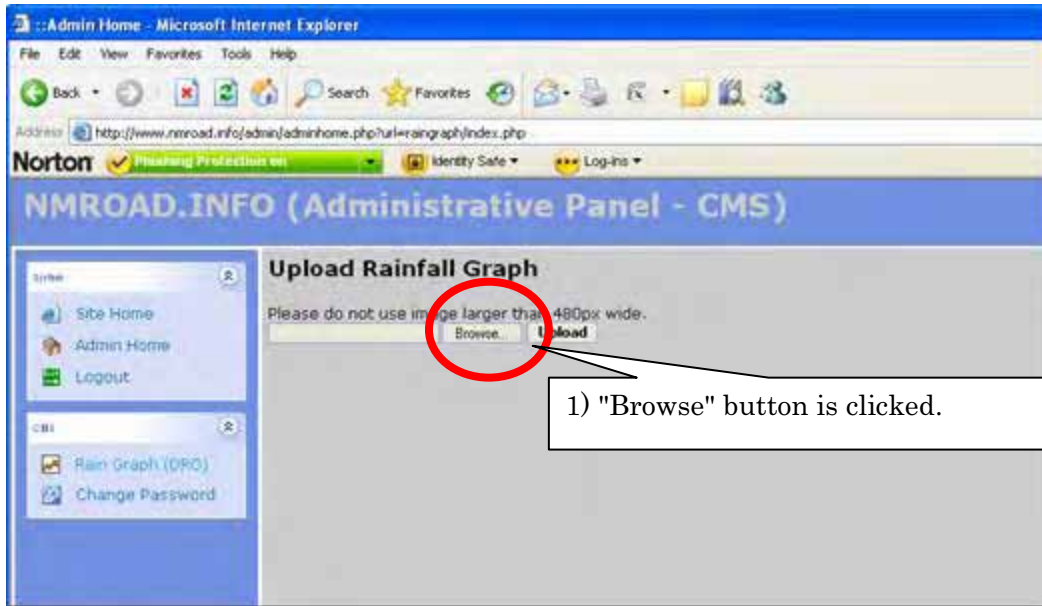 ::Admin Home - Microsoft Internet Explorer
File Edit View Favorites Tools Help
Back Search Favorites
Address http://www.nmroad.info/admin/adminhome.php?url=raingraph/index.php
Norton Phishing Protection on Identity Safe Log-ins
NMROAD.INFO (Administrative Panel - CMS)
Site Home
Admin Home
Logout
Rain Graph (DRO)
Change Password
Upload Rainfall Graph
Please do not use image larger than 480px wide.
Browse... Upload
1) "Browse" button is clicked.